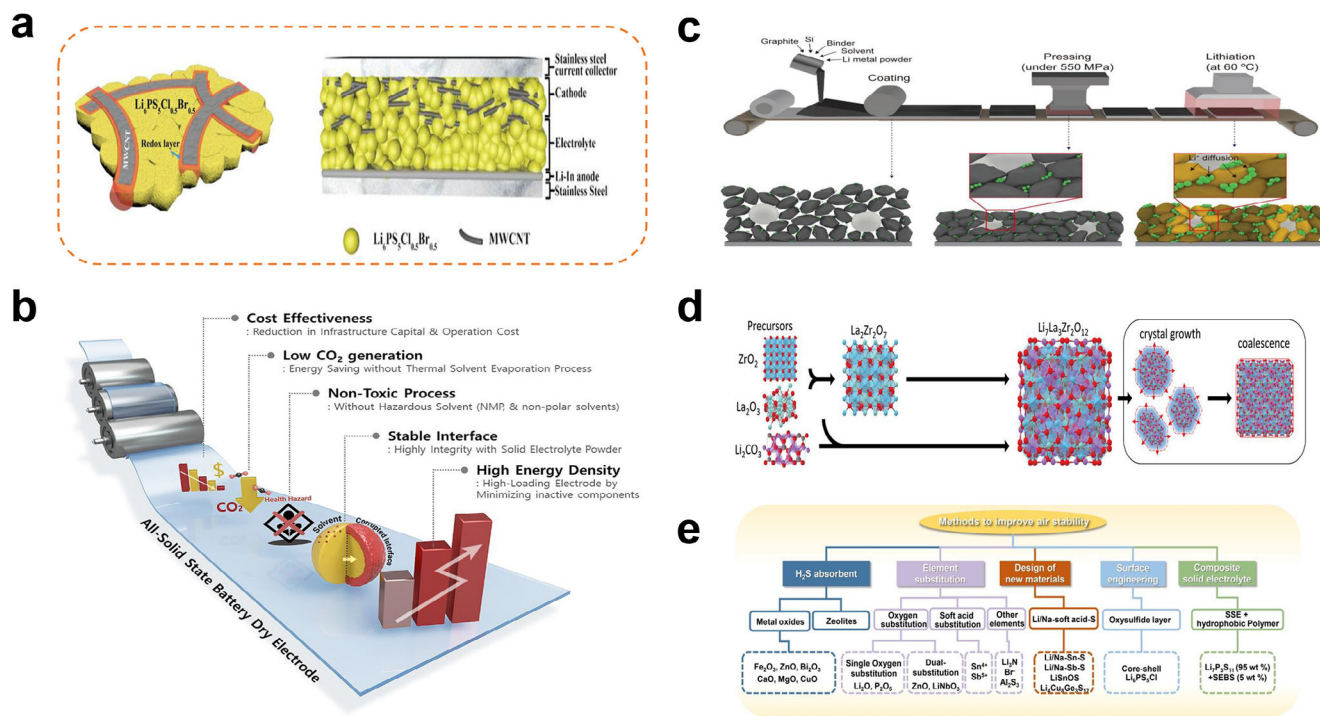 a
Li₆PS₅Cl₀.₅Br₀.₅
MWCNT
Redox layer
Stainless steel
current collector
Cathode
Electrolyte
Li-In anode
Stainless Steel
Li₆PS₅Cl₀.₅Br₀.₅
MWCNT
b
Cost Effectiveness
: Reduction in Infrastructure Capital & Operation Cost
Low CO₂ generation
: Energy Saving without Thermal Solvent Evaporation Process
Non-Toxic Process
: Without Hazardous Solvent (NMP, & non-polar solvents)
Stable Interface
: Highly Integrity with Solid Electrolyte Powder
High Energy Density
: High-Loading Electrode by
Minimizing inactive components
$
CO₂
Health Hazard
Solvent
Corrupted Interface
All-Solid State Battery Dry Electrode
c
Graphite
Si
Binder
Solvent
Li metal powder
Coating
Pressing
(under 550 MPa)
Lithiation
(at 60 ºC)
Li⁺ diffusion
d
Precursors
ZrO₂
La₂O₃
Li₂CO₃
La₂Zr₂O₇
Li₇La₃Zr₂O₁₂
crystal growth
coalescence
e
Methods to improve air stability
H₂S absorbent
Element
substitution
Design of
new materials
Surface
engineering
Composite
solid electrolyte
Metal oxides
Zeolites
Oxygen
substitution
Soft acid
substitution
Other
elements
Li/Na-soft acid-S
Oxysulfide layer
SSE +
hydrophobic Polymer
Fe₂O₃, ZnO, Bi₂O₃
CaO, MgO, CuO
Single Oxygen
substitution
Li₂O, P₂O₅
Dual-
substitution
ZnO, LiNbO₃
Sn⁴⁺
Sb⁵⁺
Li₃N
Br
Al₂S₃
Li/Na-Sn-S
Li/Na-Sb-S
LiSnOS
Li₄Cu₈Ge₃S₁₂
Core-shell
Li₆PS₅Cl
Li₇P₃S₁₁ (95 wt %)
+SEBS (5 wt %)